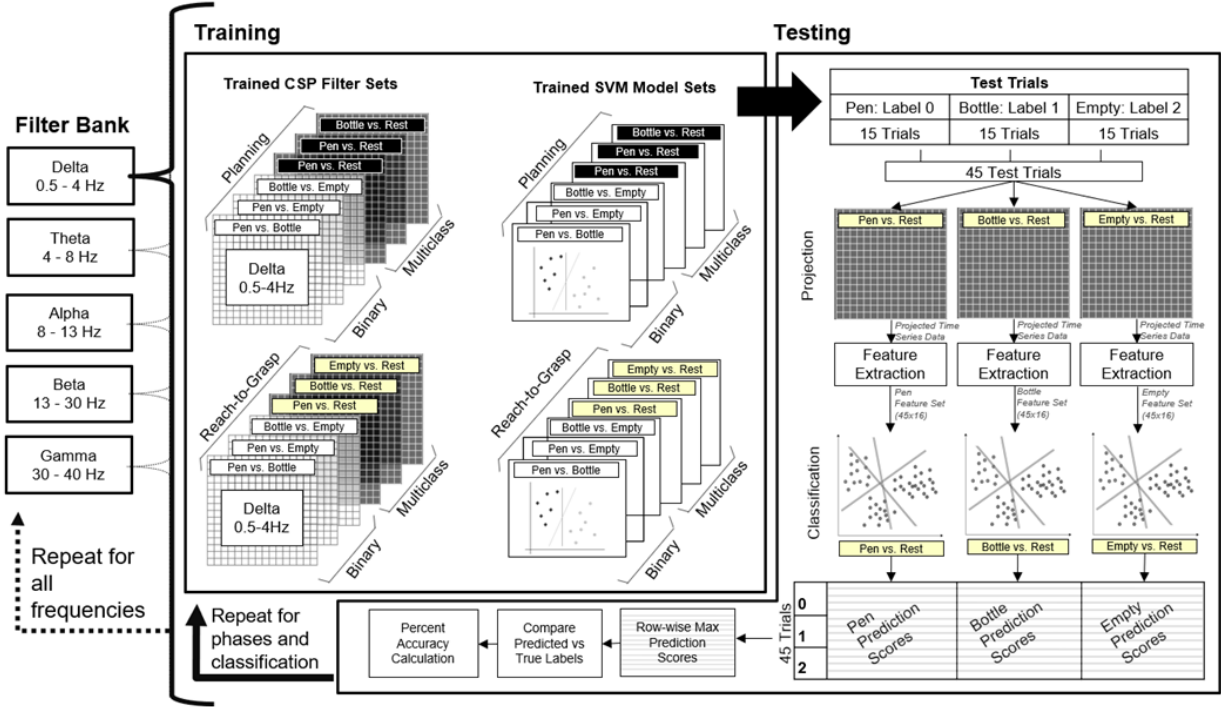 Training
Testing
Filter Bank
Delta
0.5 - 4 Hz
Theta
4 - 8 Hz
Alpha
8 - 13 Hz
Beta
13 - 30 Hz
Gamma
30 - 40 Hz
Repeat for
all
frequencies
Trained CSP Filter Sets
Planning
Bottle vs. Rest
Pen vs. Rest
Pen vs. Rest
Bottle vs. Empty
Pen vs. Empty
Pen vs. Bottle
Delta
0.5-4Hz
Multiclass
Binary
Trained SVM Model Sets
Planning
Bottle vs. Rest
Pen vs. Rest
Pen vs. Rest
Bottle vs. Empty
Pen vs. Empty
Pen vs. Bottle
Multiclass
Binary
Reach-to-Grasp
Empty vs. Rest
Bottle vs. Rest
Pen vs. Rest
Bottle vs. Empty
Pen vs. Empty
Pen vs. Bottle
Delta
0.5-4Hz
Multiclass
Binary
Reach-to-Grasp
Empty vs. Rest
Bottle vs. Rest
Pen vs. Rest
Bottle vs. Empty
Pen vs. Empty
Pen vs. Bottle
Multiclass
Binary
Test Trials
Pen: Label 0
Bottle: Label 1
Empty: Label 2
15 Trials
15 Trials
15 Trials
45 Test Trials
Projection
Pen vs. Rest
Bottle vs. Rest
Empty vs. Rest
Projected Time
Series Data
Projected Time
Series Data
Projected Time
Series Data
Feature
Extraction
Feature
Extraction
Feature
Extraction
Pen
Feature Set
(45x16)
Bottle
Feature Set
(45x16)
Empty
Feature Set
(45x16)
Classification
Pen vs. Rest
Bottle vs. Rest
Empty vs. Rest
45 Trials
0
1
2
Pen
Prediction
Scores
Bottle
Prediction
Scores
Empty
Prediction
Scores
Row-wise Max
Prediction
Scores
Compare
Predicted vs
True Labels
Percent
Accuracy
Calculation
Repeat for
phases and
classification